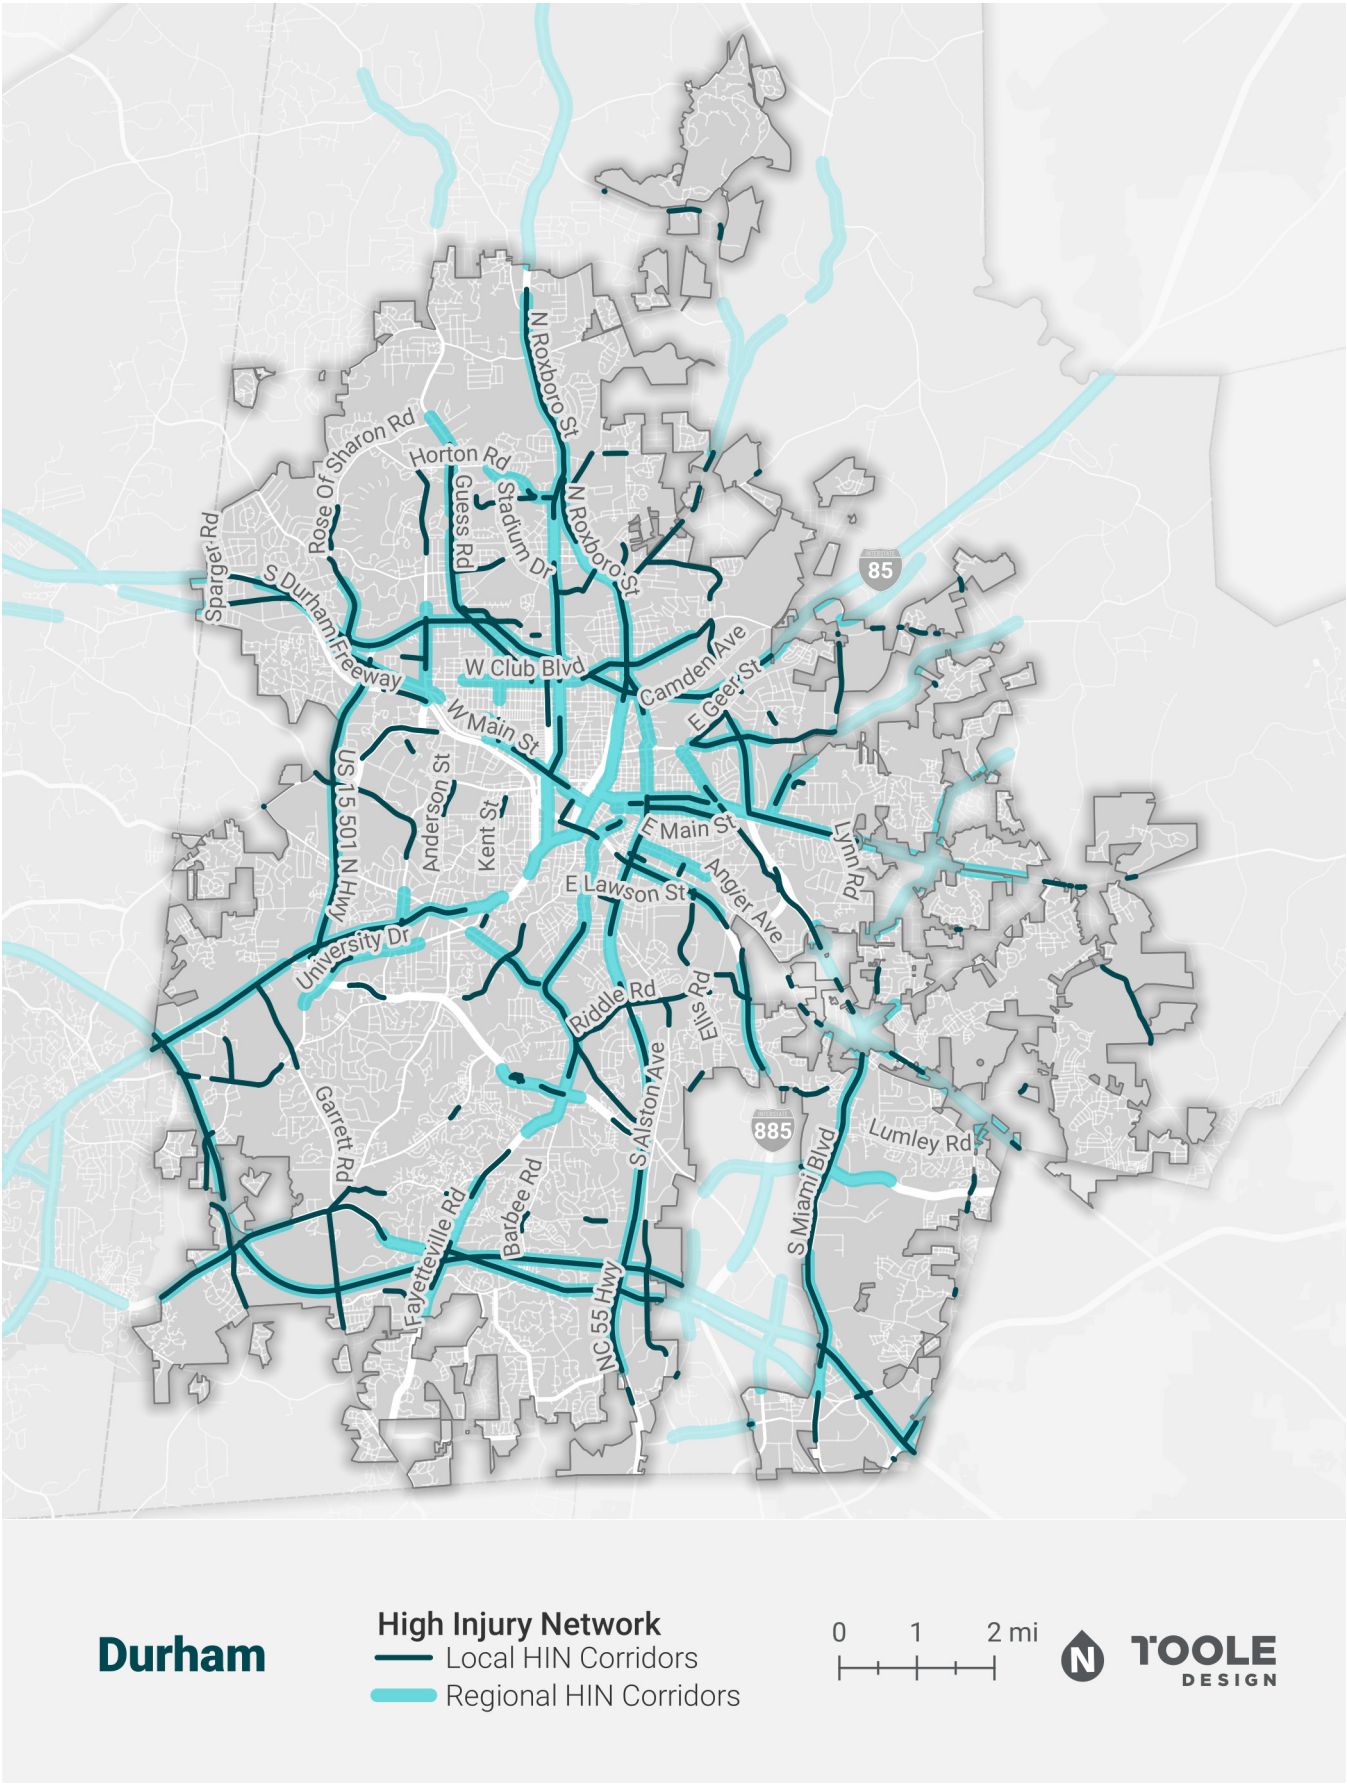 N Roxboro St
Rose Of Sharon Rd
Horton Rd
Guess Rd
Stadium Dr
N Roxboro St
Sparger Rd
S Durham Freeway
INTERSTATE
85
W Club Blvd
Camden Ave
E Geer St
W Main St
US 15 501 N Hwy
Anderson St
Kent St
E Main St
Lynn Rd
E Lawson St
Angier Ave
University Dr
Riddle Rd
Ellis Rd
Garrett Rd
S Alston Ave
INTERSTATE
885
Lumley Rd
S Miami Blvd
Barbee Rd
Fayetteville Rd
NC 55 Hwy
Durham
High Injury Network
Local HIN Corridors
Regional HIN Corridors
0 1 2 mi
N
TOOLE
DESIGN